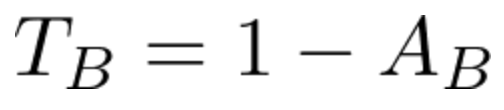 T_B = 1 − A_B